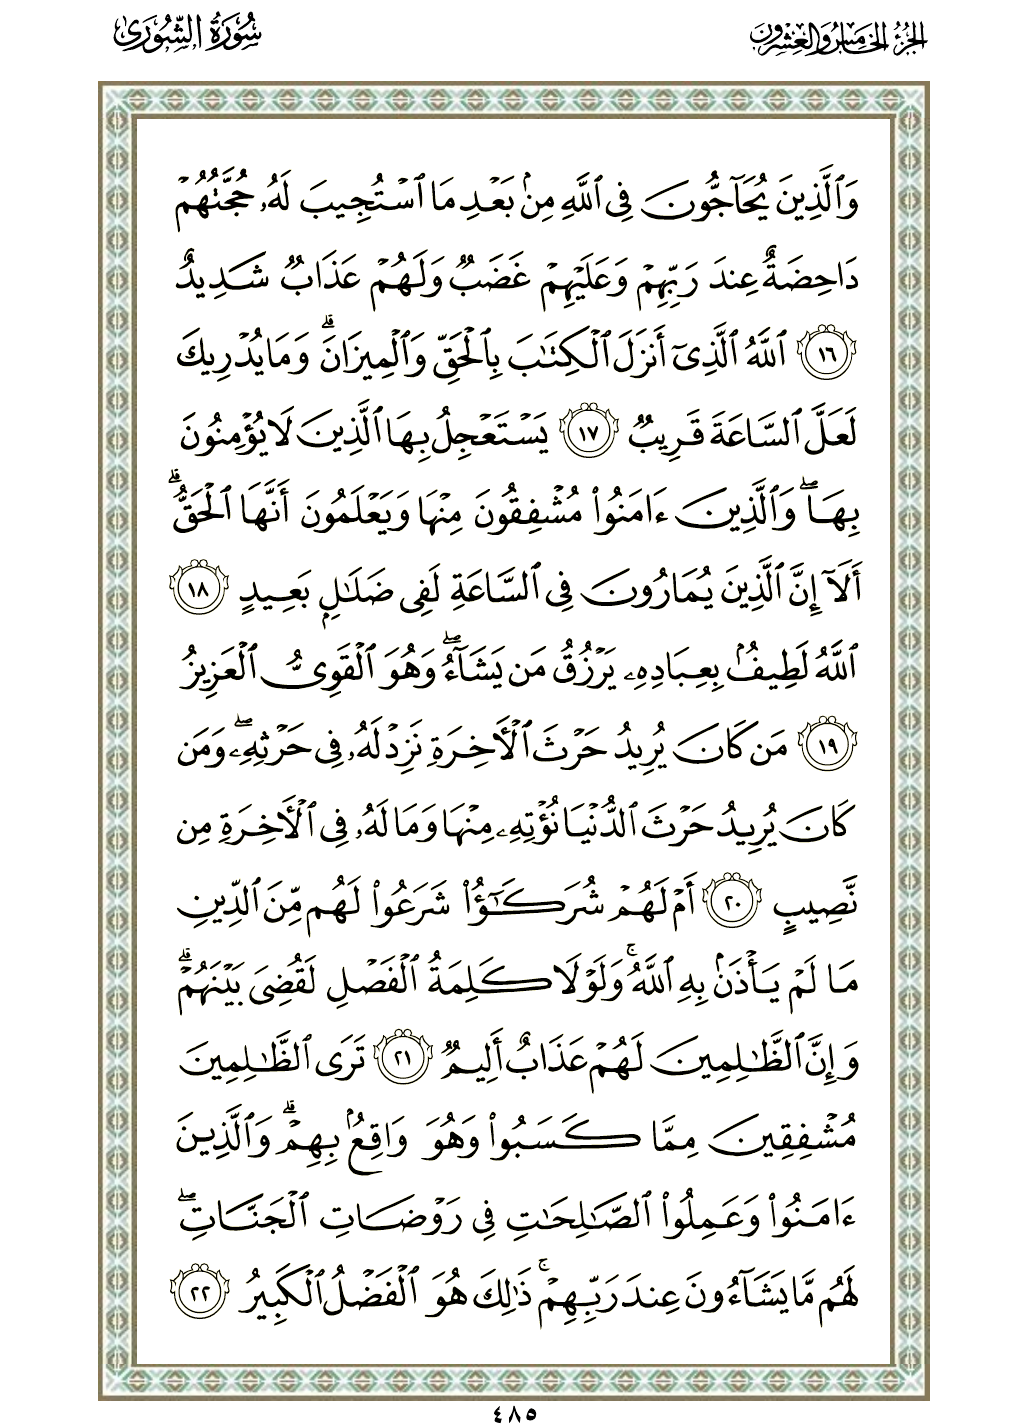 الجزء الخامس والعشرون
سُورَةُ الشُّورَىٰ
وَٱلَّذِينَ يُحَآجُّونَ فِى ٱللَّهِ مِنۢ بَعْدِ مَا ٱسْتُجِيبَ لَهُۥ حُجَّتُهُمْ
دَاحِضَةٌ عِندَ رَبِّهِمْ وَعَلَيْهِمْ غَضَبٌ وَلَهُمْ عَذَابٌ شَدِيدٌ
١٦ ٱللَّهُ ٱلَّذِىٓ أَنزَلَ ٱلْكِتَـٰبَ بِٱلْحَقِّ وَٱلْمِيزَانَ ۗ وَمَا يُدْرِيكَ
لَعَلَّ ٱلسَّاعَةَ قَرِيبٌ ١٧ يَسْتَعْجِلُ بِهَا ٱلَّذِينَ لَا يُؤْمِنُونَ
بِهَا ۖ وَٱلَّذِينَ ءَامَنُوا۟ مُشْفِقُونَ مِنْهَا وَيَعْلَمُونَ أَنَّهَا ٱلْحَقُّ ۗ
أَلَآ إِنَّ ٱلَّذِينَ يُمَارُونَ فِى ٱلسَّاعَةِ لَفِى ضَلَـٰلٍۭ بَعِيدٍ ١٨
ٱللَّهُ لَطِيفٌۢ بِعِبَادِهِۦ يَرْزُقُ مَن يَشَآءُ ۖ وَهُوَ ٱلْقَوِىُّ ٱلْعَزِيزُ
١٩ مَن كَانَ يُرِيدُ حَرْثَ ٱلْـَٔاخِرَةِ نَزِدْ لَهُۥ فِى حَرْثِهِۦ ۖ وَمَن
كَانَ يُرِيدُ حَرْثَ ٱلدُّنْيَا نُؤْتِهِۦ مِنْهَا وَمَا لَهُۥ فِى ٱلْـَٔاخِرَةِ مِن
نَّصِيبٍ ٢٠ أَمْ لَهُمْ شُرَكَـٰٓؤُا۟ شَرَعُوا۟ لَهُم مِّنَ ٱلدِّينِ
مَا لَمْ يَأْذَنۢ بِهِ ٱللَّهُ ۚ وَلَوْلَا كَلِمَةُ ٱلْفَصْلِ لَقُضِىَ بَيْنَهُمْ ۗ
وَإِنَّ ٱلظَّـٰلِمِينَ لَهُمْ عَذَابٌ أَلِيمٌ ٢١ تَرَى ٱلظَّـٰلِمِينَ
مُشْفِقِينَ مِمَّا كَسَبُوا۟ وَهُوَ وَاقِعٌۢ بِهِمْ ۗ وَٱلَّذِينَ
ءَامَنُوا۟ وَعَمِلُوا۟ ٱلصَّـٰلِحَـٰتِ فِى رَوْضَاتِ ٱلْجَنَّاتِ ۖ
لَهُم مَّا يَشَآءُونَ عِندَ رَبِّهِمْ ۚ ذَٰلِكَ هُوَ ٱلْفَضْلُ ٱلْكَبِيرُ ٢٢
٤٨٥